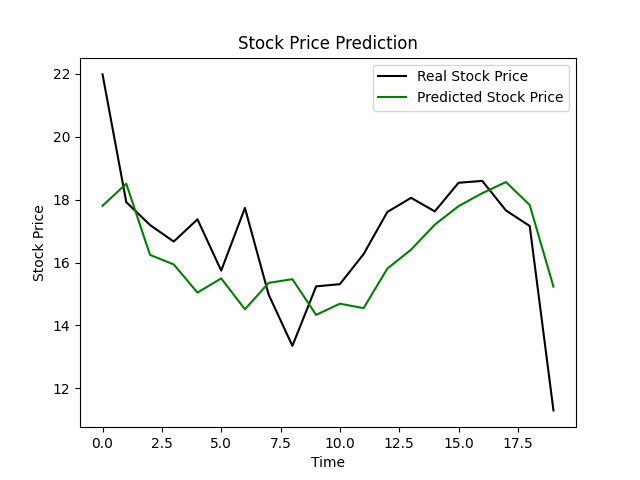 Stock Price Prediction
Real Stock Price
Predicted Stock Price
22
20
18
16
14
12
Stock Price
0.0 2.5 5.0 7.5 10.0 12.5 15.0 17.5
Time